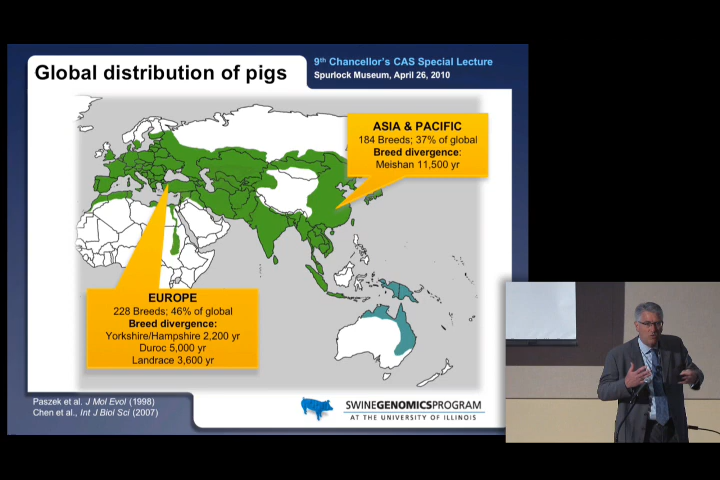 Global distribution of pigs
9th Chancellor's CAS Special Lecture
Spurlock Museum, April 26, 2010
ASIA & PACIFIC
184 Breeds; 37% of global
Breed divergence:
Meishan 11,500 yr
EUROPE
228 Breeds; 46% of global
Breed divergence:
Yorkshire/Hampshire 2,200 yr
Duroc 5,000 yr
Landrace 3,600 yr
Paszek et al. J Mol Evol (1998)
Chen et al., Int J Biol Sci (2007)
SWINEGENOMICSPROGRAM
AT THE UNIVERSITY OF ILLINOIS